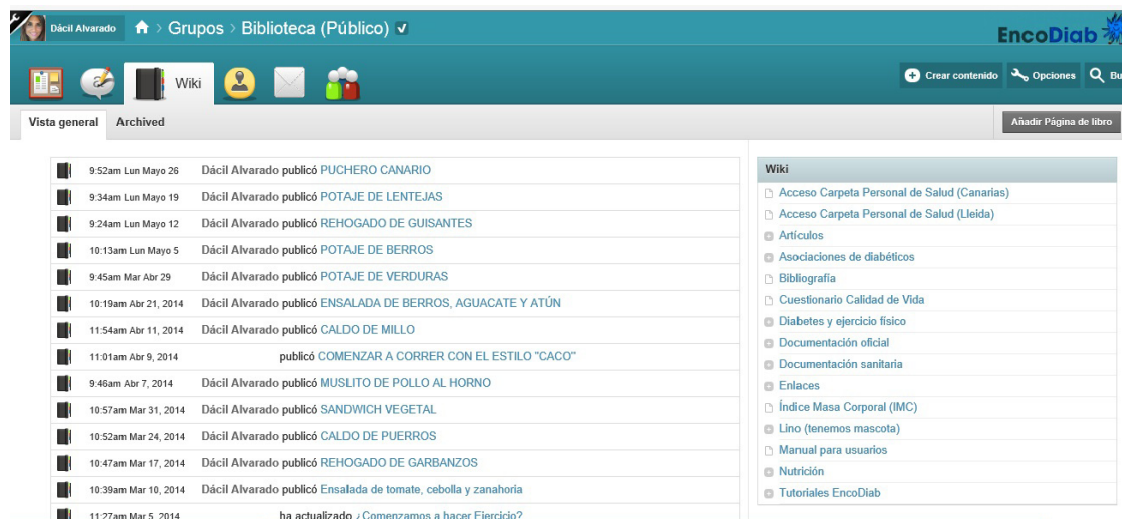 Dácil Alvarado Grupos > Biblioteca (Público)
EncoDiab
Wiki
Crear contenido Opciones Bu
Vista general Archived Añadir Página de libro
9:52am Lun Mayo 26 Dácil Alvarado publicó PUCHERO CANARIO
9:34am Lun Mayo 19 Dácil Alvarado publicó POTAJE DE LENTEJAS
9:24am Lun Mayo 12 Dácil Alvarado publicó REHOGADO DE GUISANTES
10:13am Lun Mayo 5 Dácil Alvarado publicó POTAJE DE BERROS
9:45am Mar Abr 29 Dácil Alvarado publicó POTAJE DE VERDURAS
10:19am Abr 21, 2014 Dácil Alvarado publicó ENSALADA DE BERROS, AGUACATE Y ATÚN
11:54am Abr 11, 2014 Dácil Alvarado publicó CALDO DE MILLO
11:01am Abr 9, 2014 publicó COMENZAR A CORRER CON EL ESTILO "CACO"
9:46am Abr 7, 2014 Dácil Alvarado publicó MUSLITO DE POLLO AL HORNO
10:57am Mar 31, 2014 Dácil Alvarado publicó SANDWICH VEGETAL
10:52am Mar 24, 2014 Dácil Alvarado publicó CALDO DE PUERROS
10:47am Mar 17, 2014 Dácil Alvarado publicó REHOGADO DE GARBANZOS
10:39am Mar 10, 2014 Dácil Alvarado publicó Ensalada de tomate, cebolla y zanahoria
11:27am Mar 5, 2014 ha actualizado ¿Comenzamos a hacer Ejercicio?
Wiki
Acceso Carpeta Personal de Salud (Canarias)
Acceso Carpeta Personal de Salud (Lleida)
Artículos
Asociaciones de diabéticos
Bibliografia
Cuestionario Calidad de Vida
Diabetes y ejercicio físico
Documentación oficial
Documentación sanitaria
Enlaces
Índice Masa Corporal (IMC)
Lino (tenemos mascota)
Manual para usuarios
Nutrición
Tutoriales EncoDiab